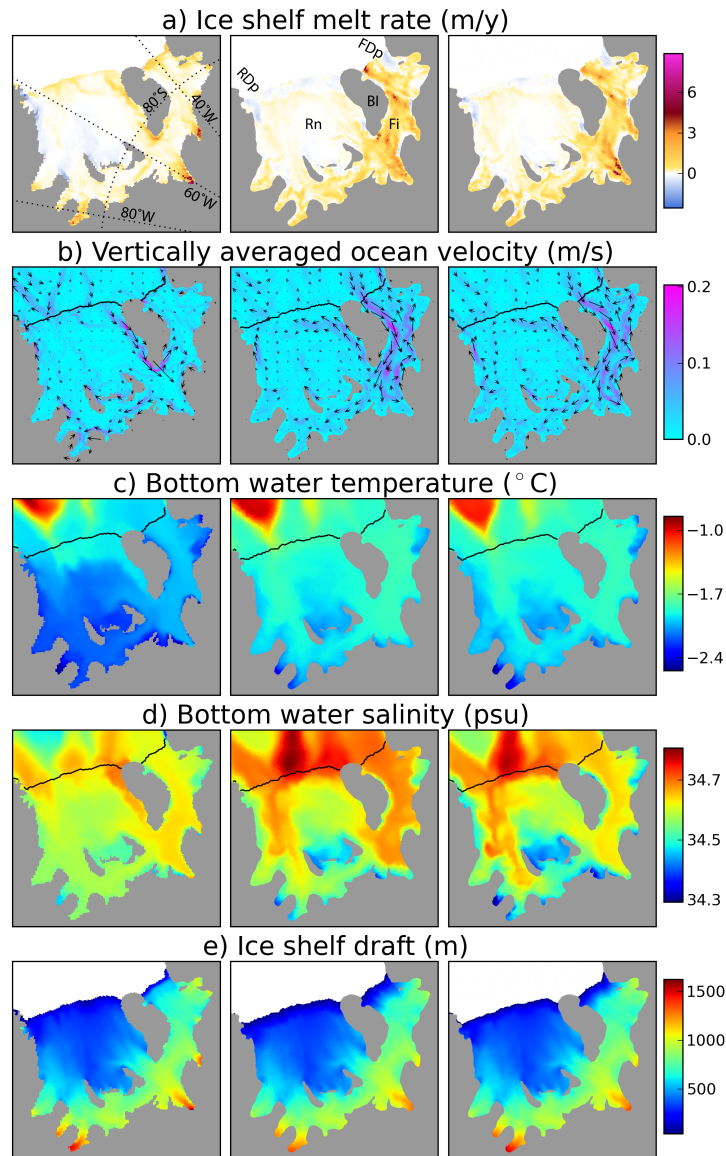 a) Ice shelf melt rate (m/y)
80°S
40°W
60°W
80°W
RDp
FDp
Bl
Rn
Fi
6
3
0
b) Vertically averaged ocean velocity (m/s)
0.2
0.1
0.0
c) Bottom water temperature (°C)
−1.0
−1.7
−2.4
d) Bottom water salinity (psu)
34.7
34.5
34.3
e) Ice shelf draft (m)
1500
1000
500